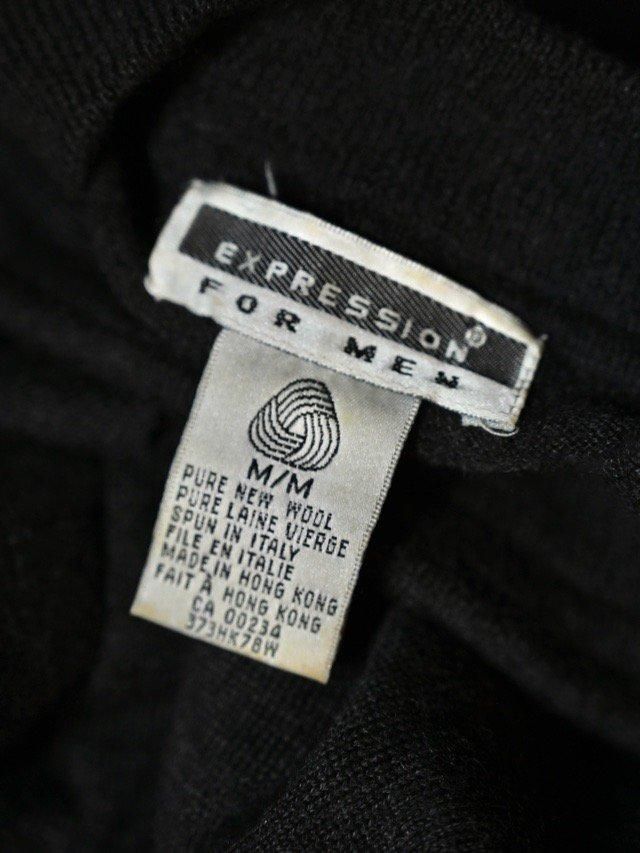 EXPRESSION®
FOR MEN
M/M
PURE NEW WOOL
PURE LAINE VIERGE
SPUN IN ITALY
FILE EN ITALIE
MADE IN HONG KONG
FAIT À HONG KONG
CA 00234
373HK78W